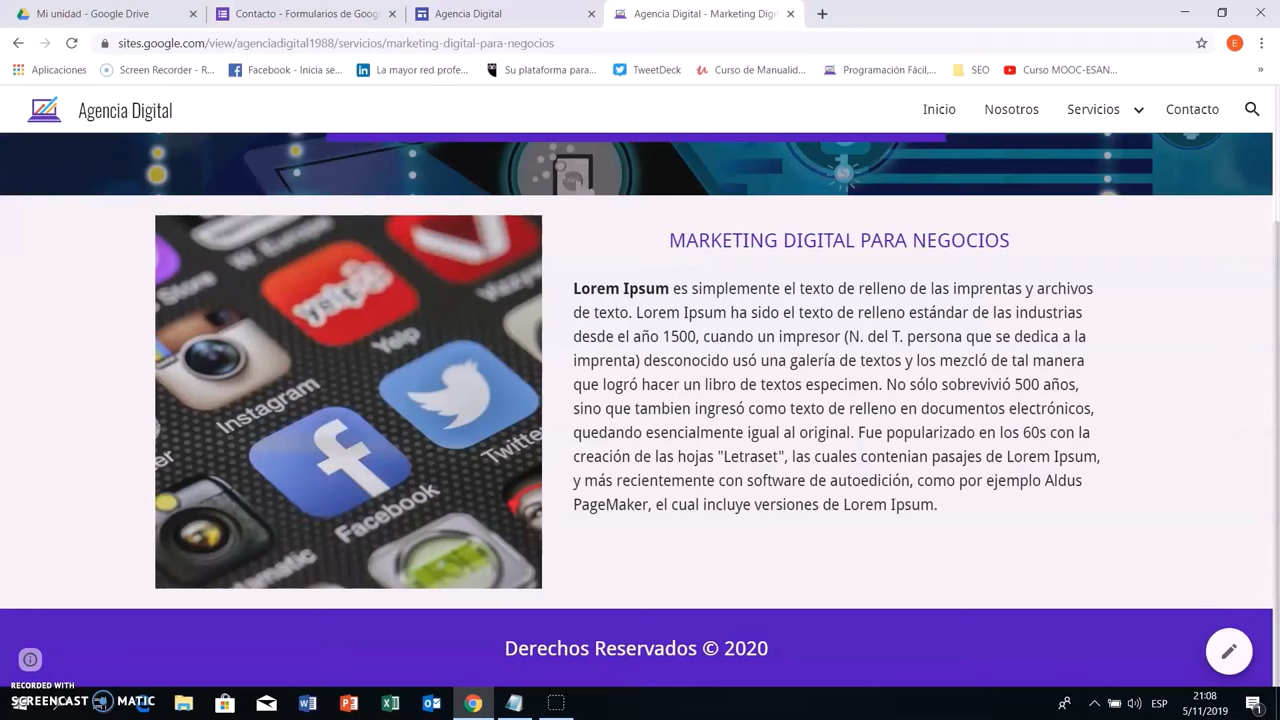 Mi unidad - Google Drive
Contacto - Formularios de Googl
Agencia Digital
Agencia Digital - Marketing Digit
sites.google.com/view/agenciadigital1988/servicios/marketing-digital-para-negocios
E
Aplicaciones
Screen Recorder - R...
Facebook - Inicia se...
La mayor red profe...
Su plataforma para...
TweetDeck
Curso de Manualid...
Programación Fácil,...
SEO
Curso MOOC-ESAN...
»
Agencia Digital
Inicio
Nosotros
Servicios
Contacto
MARKETING DIGITAL PARA NEGOCIOS
Lorem Ipsum es simplemente el texto de relleno de las imprentas y archivos
de texto. Lorem Ipsum ha sido el texto de relleno estándar de las industrias
desde el año 1500, cuando un impresor (N. del T. persona que se dedica a la
imprenta) desconocido usó una galería de textos y los mezcló de tal manera
que logró hacer un libro de textos especimen. No sólo sobrevivió 500 años,
sino que tambien ingresó como texto de relleno en documentos electrónicos,
quedando esencialmente igual al original. Fue popularizado en los 60s con la
creación de las hojas "Letraset", las cuales contenian pasajes de Lorem Ipsum,
y más recientemente con software de autoedición, como por ejemplo Aldus
PageMaker, el cual incluye versiones de Lorem Ipsum.
Store
yelp
Yelp
Instagram
Twitter
Facebook
Derechos Reservados © 2020
RECORDED WITH
SCREENCAST MATIC
ESP
21:08
5/11/2019
1